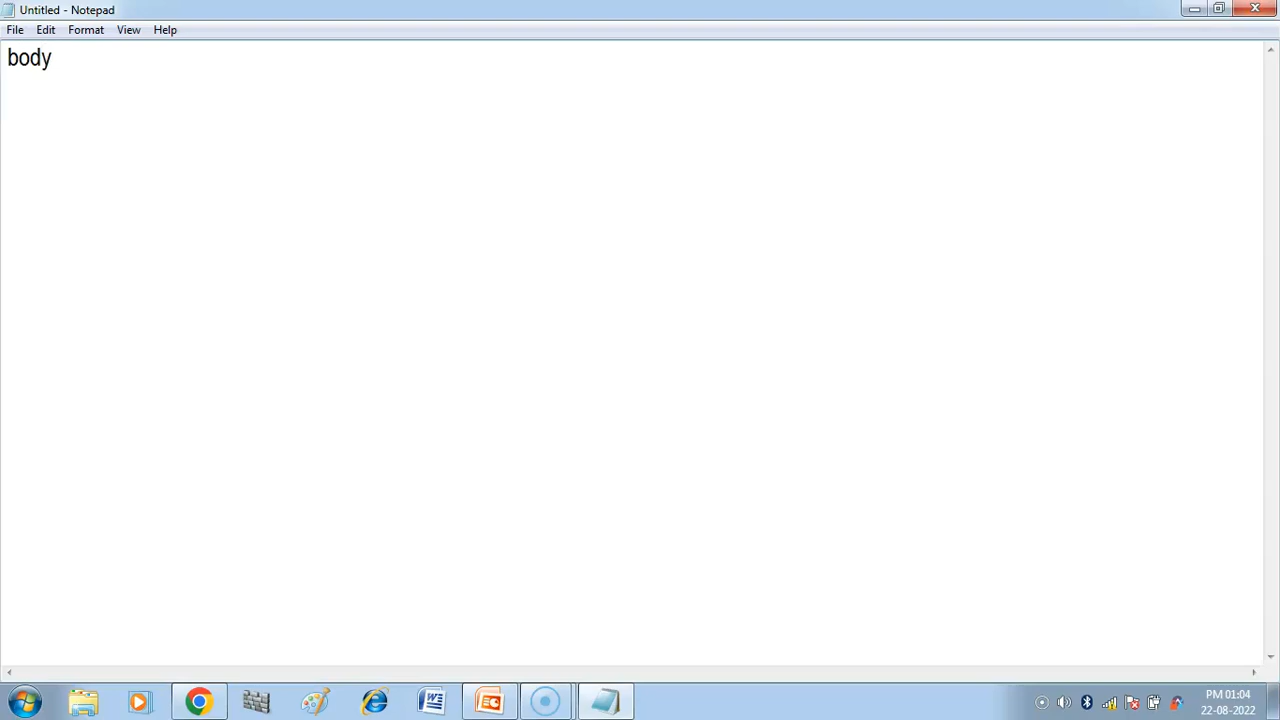 Untitled - Notepad
File Edit Format View Help
body
PM 01:04
22-08-2022